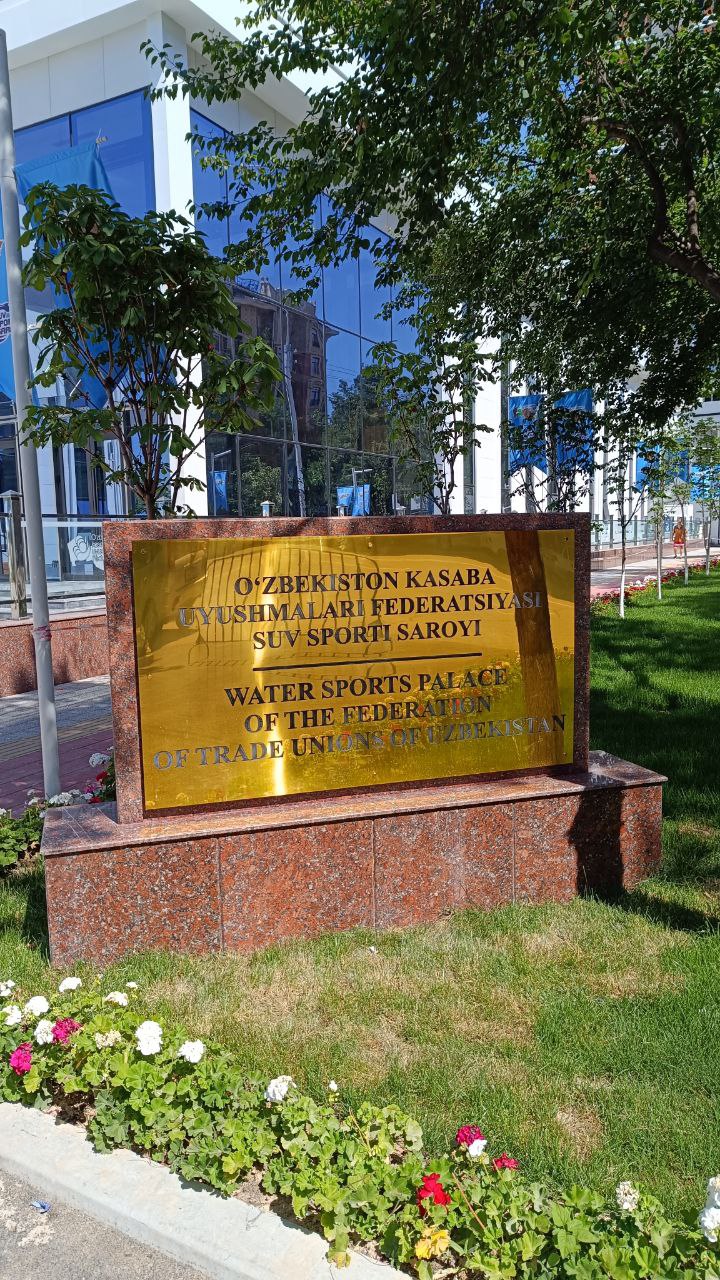 O‘ZBEKISTON KASABA
UYUSHMALARI FEDERATSIYASI
SUV SPORTI SAROYI
WATER SPORTS PALACE
OF THE FEDERATION
OF TRADE UNIONS OF UZBEKISTAN